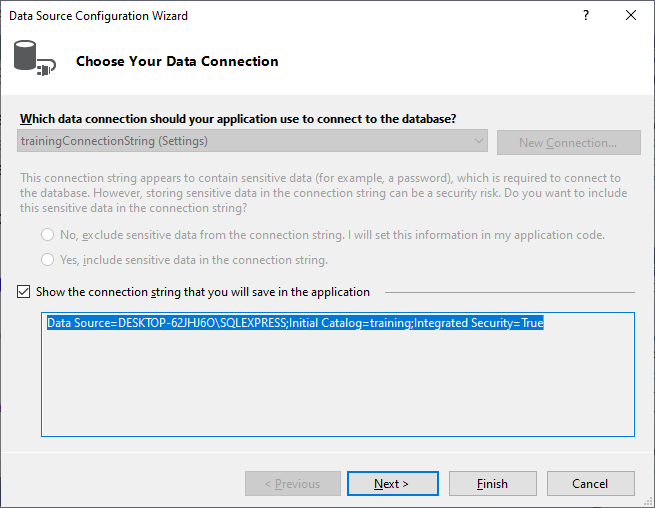 Data Source Configuration Wizard
?
Choose Your Data Connection
Which data connection should your application use to connect to the database?
trainingConnectionString (Settings)
New Connection...
This connection string appears to contain sensitive data (for example, a password), which is required to connect to
the database. However, storing sensitive data in the connection string can be a security risk. Do you want to include
this sensitive data in the connection string?
No, exclude sensitive data from the connection string. I will set this information in my application code.
Yes, include sensitive data in the connection string.
Show the connection string that you will save in the application
Data Source=DESKTOP-62JHJ6O\SQLEXPRESS;Initial Catalog=training;Integrated Security=True
< Previous
Next >
Finish
Cancel